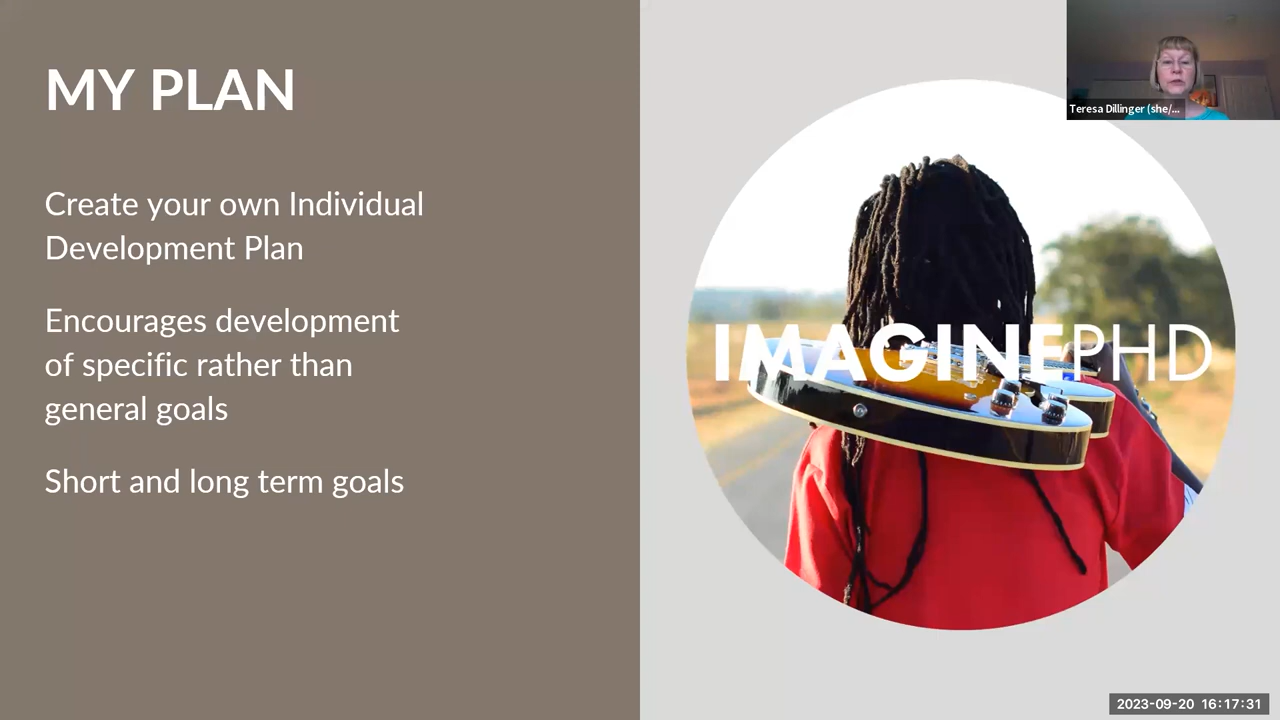 MY PLAN
Create your own Individual
Development Plan
Encourages development
of specific rather than
general goals
Short and long term goals
IMAGINEPHD
Teresa Dillinger (she/...
2023-09-20 16:17:31